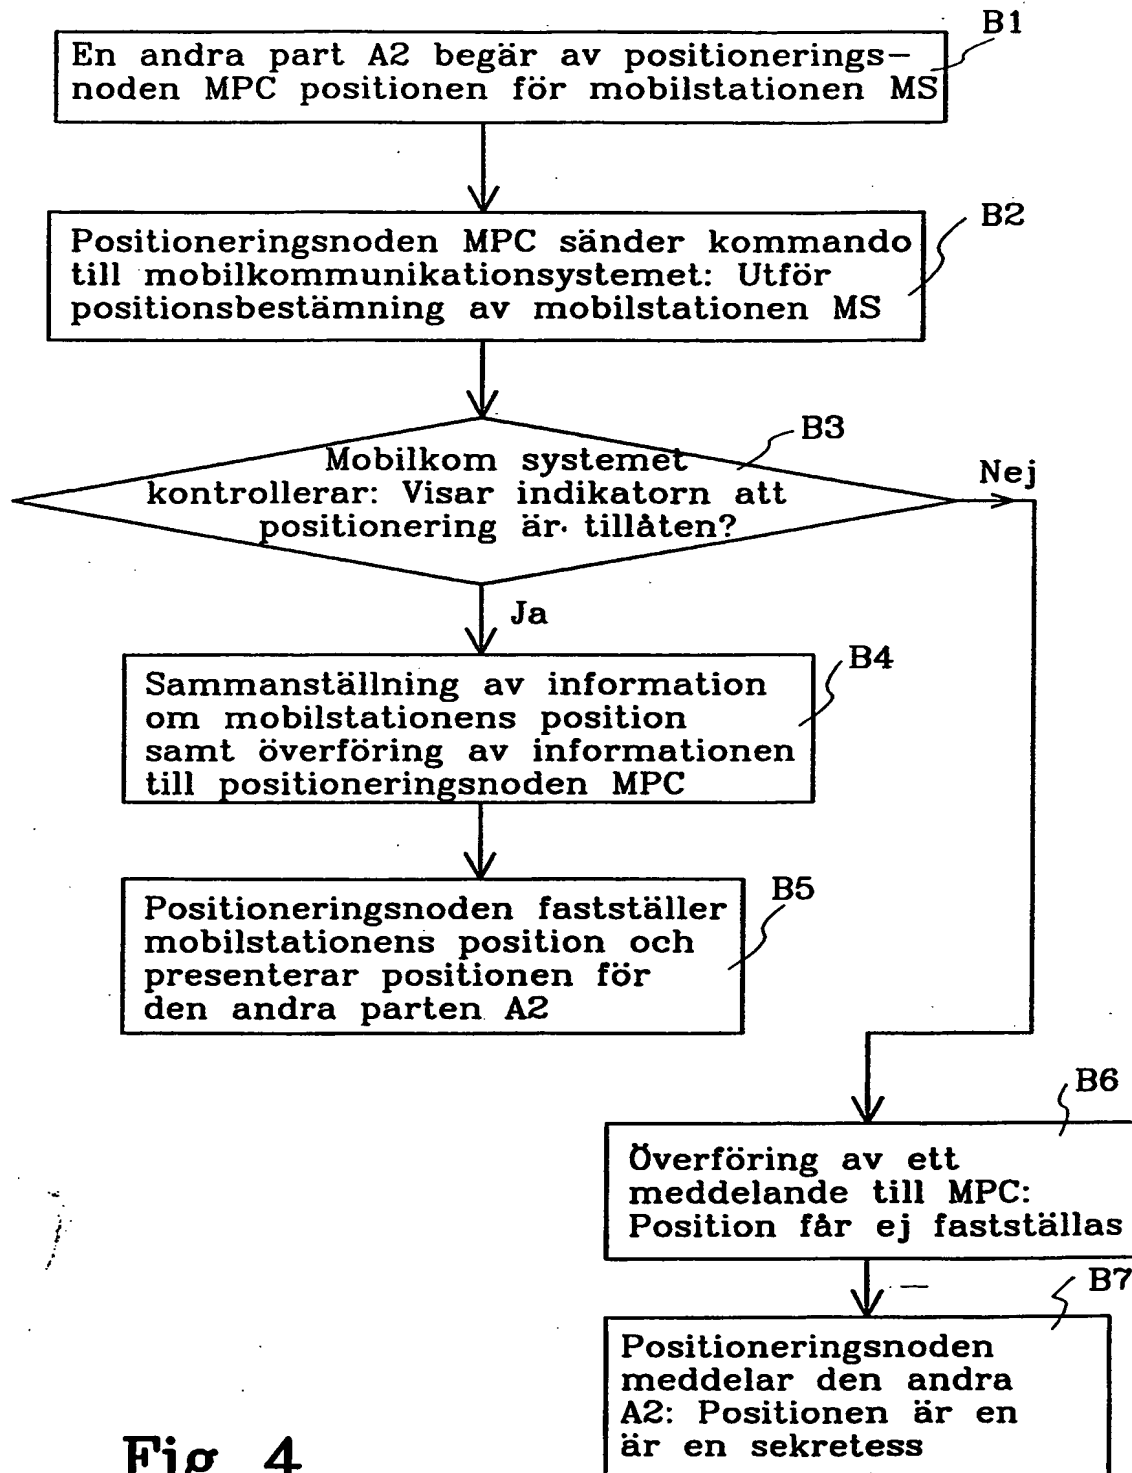 B1
En andra part A2 begär av positionerings-
noden MPC positionen för mobilstationen MS
B2
Positioneringsnoden MPC sänder kommando
till mobilkommunikationsystemet: Utför
positionsbestämning av mobilstationen MS
B3
Mobilkom systemet
kontrollerar: Visar indikatorn att
positionering är tillåten?
Nej
Ja
B4
Sammanställning av information
om mobilstationens position
samt överföring av informationen
till positioneringsnoden MPC
B5
Positioneringsnoden fastställer
mobilstationens position och
presenterar positionen för
den andra parten A2
B6
Överföring av ett
meddelande till MPC:
Position får ej fastställas
B7
Positioneringsnoden
meddelar den andra
A2: Positionen är en
är en sekretess
Fig 4